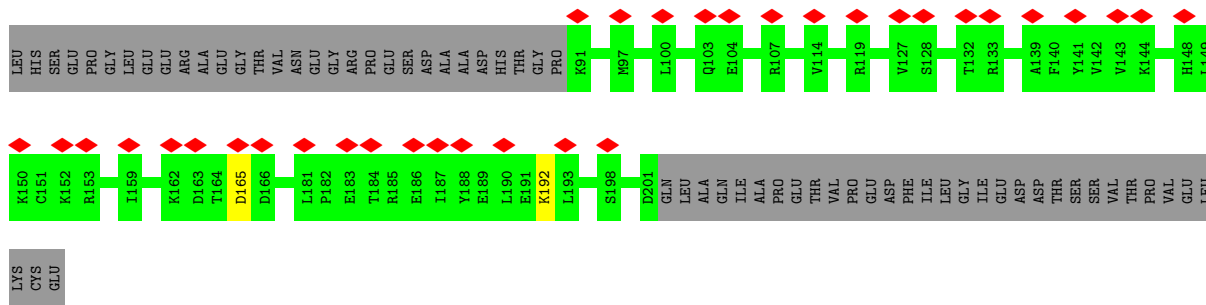 LEU HIS SER GLU PRO GLY LEU GLU GLU ARG ALA GLU GLY THR VAL ASN GLU GLY ARG PRO GLU SER ASP ALA ALA ASP HIS THR GLY PRO K91 M97 L100 Q103 E104 R107 V114 R119 V127 S128 T132 R133 A139 F140 Y141 V142 V143 K144 H148 L149
K150 C151 K152 R153 I159 K162 D163 T164 D165 D166 L181 P182 E183 T184 R185 E186 I187 Y188 E189 L190 E191 K192 L193 S198 D201 GLN LEU ALA GLN ILE ALA PRO GLU THR VAL PRO GLU ASP PHE ILE LEU GLY ILE GLU ASP ASP THR SER SER VAL THR PRO VAL GLU LEU
LYS CYS GLU